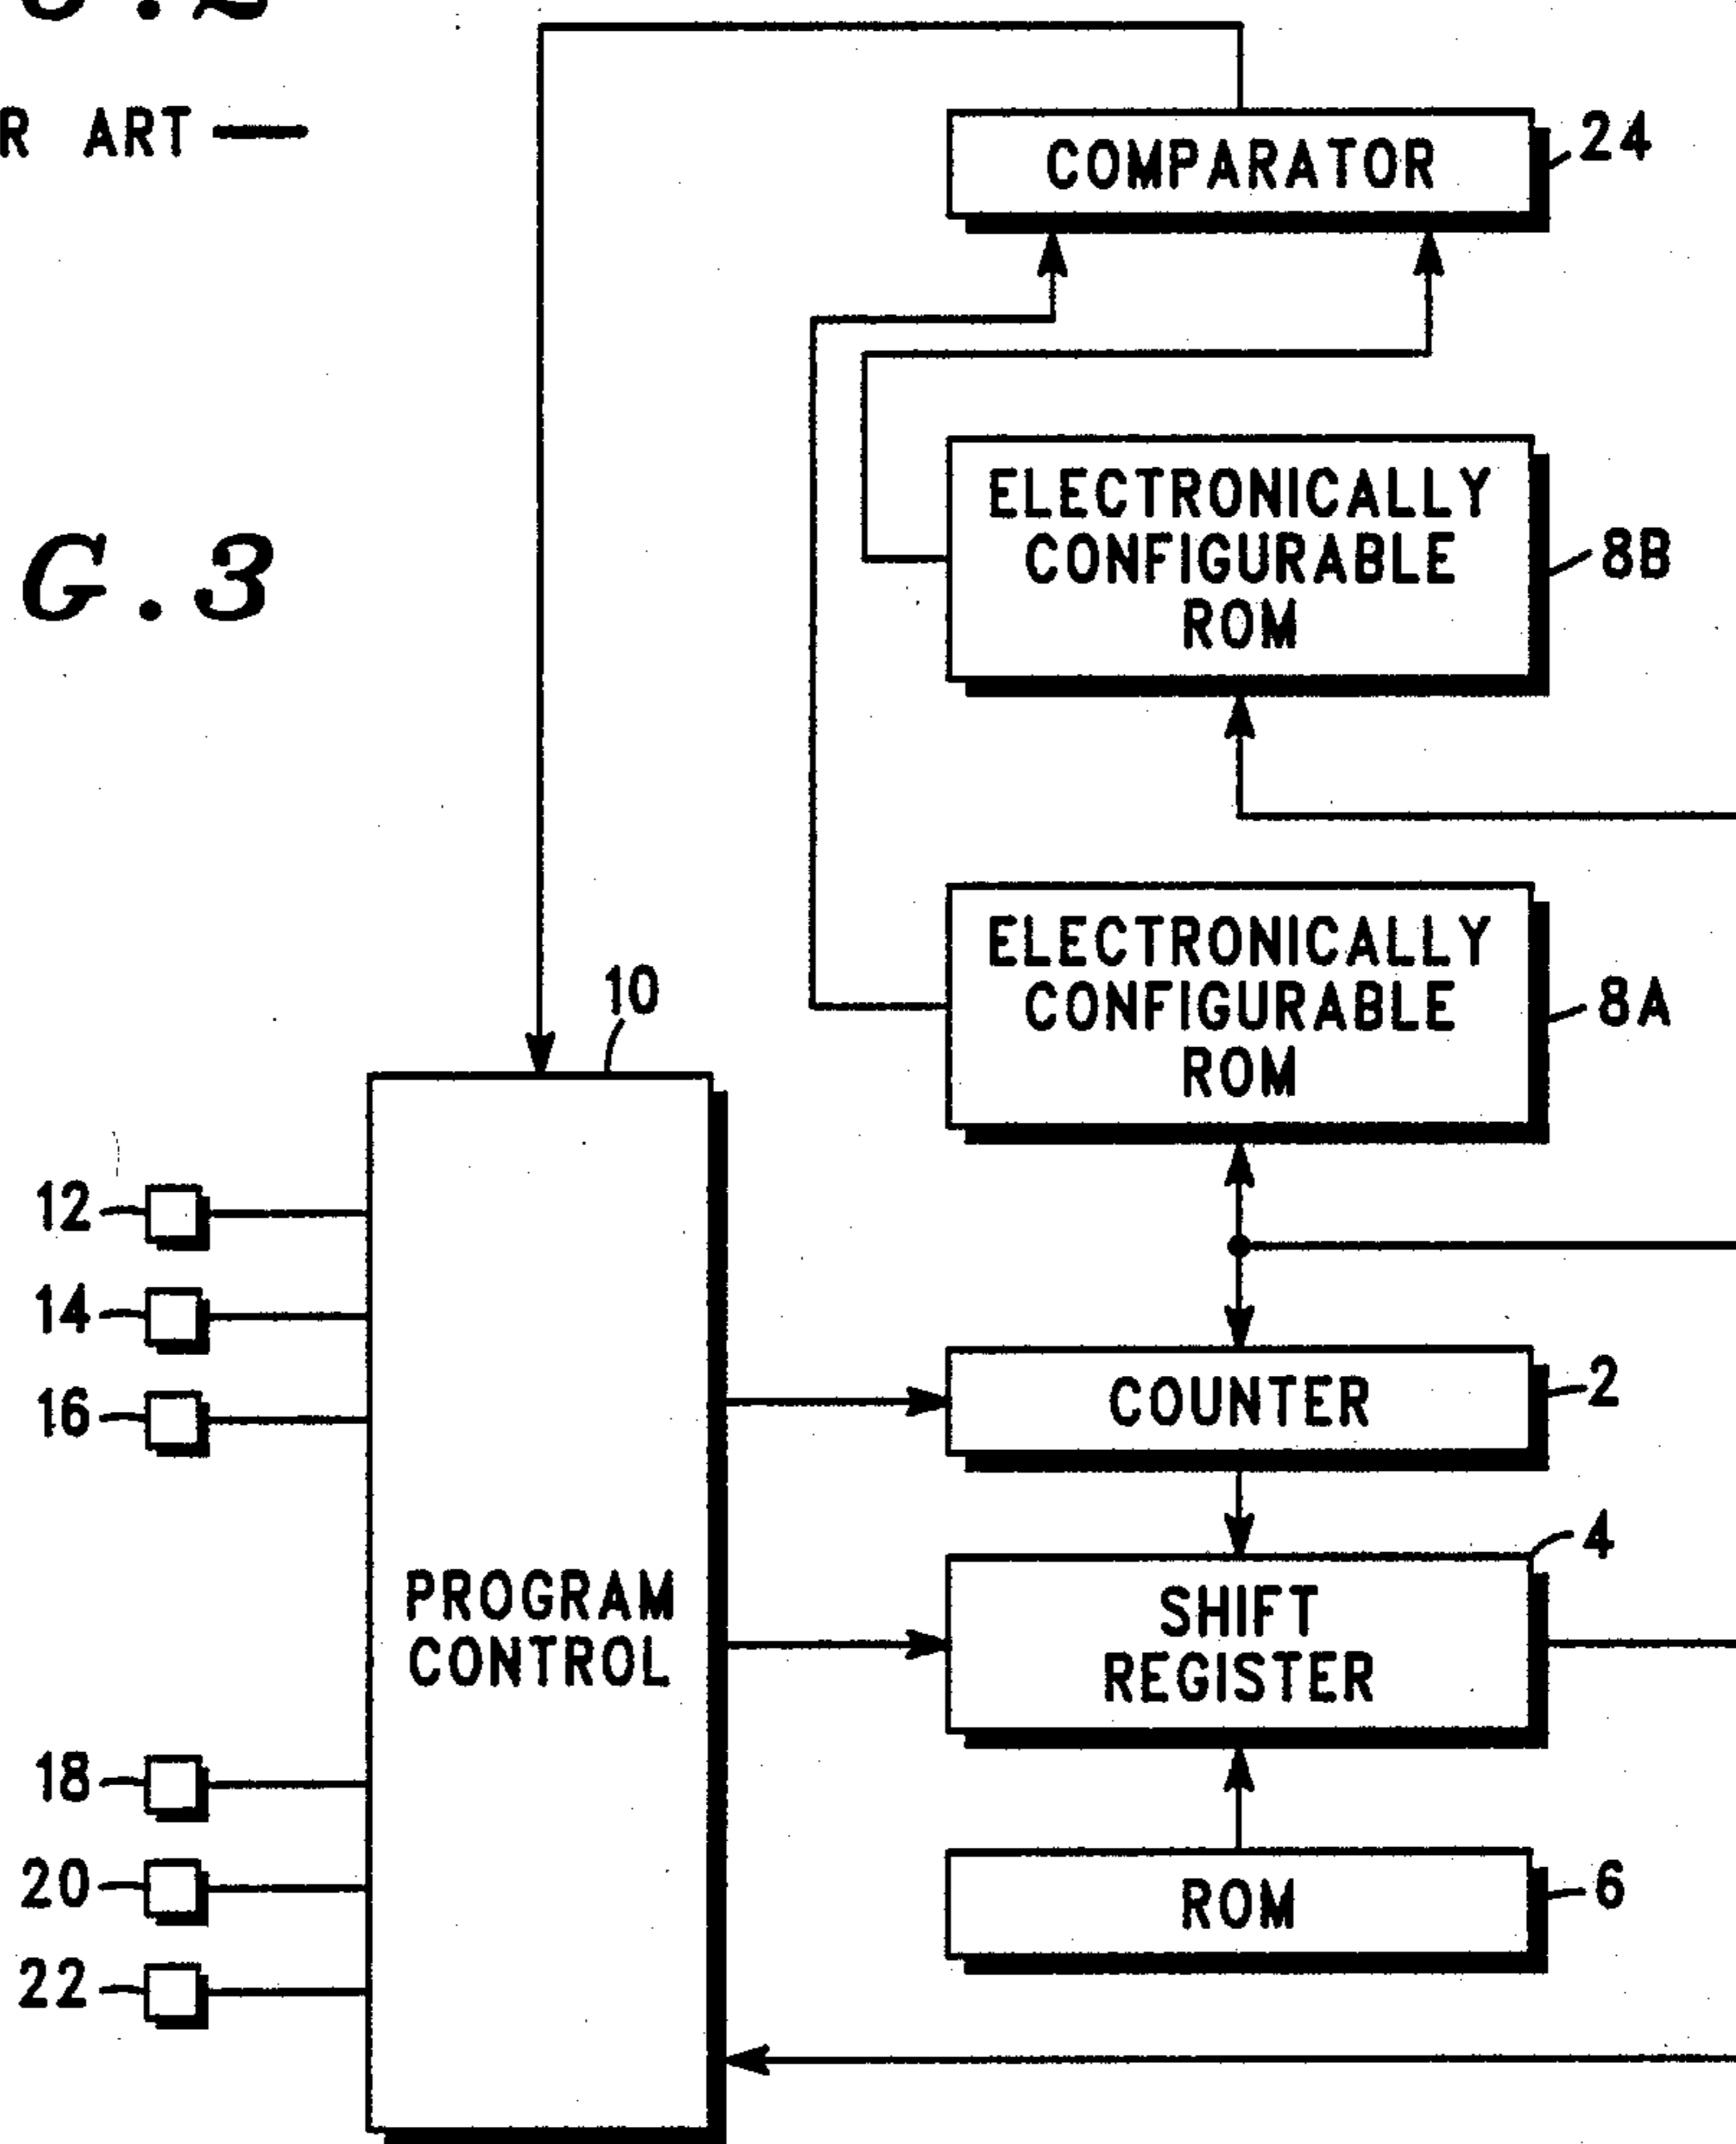 R ART
COMPARATOR
24
ELECTRONICALLY
CONFIGURABLE
ROM
8B
G.3
ELECTRONICALLY
CONFIGURABLE
ROM
8A
10
12
14
16
COUNTER
2
PROGRAM
CONTROL
SHIFT
REGISTER
4
18
20
22
ROM
6